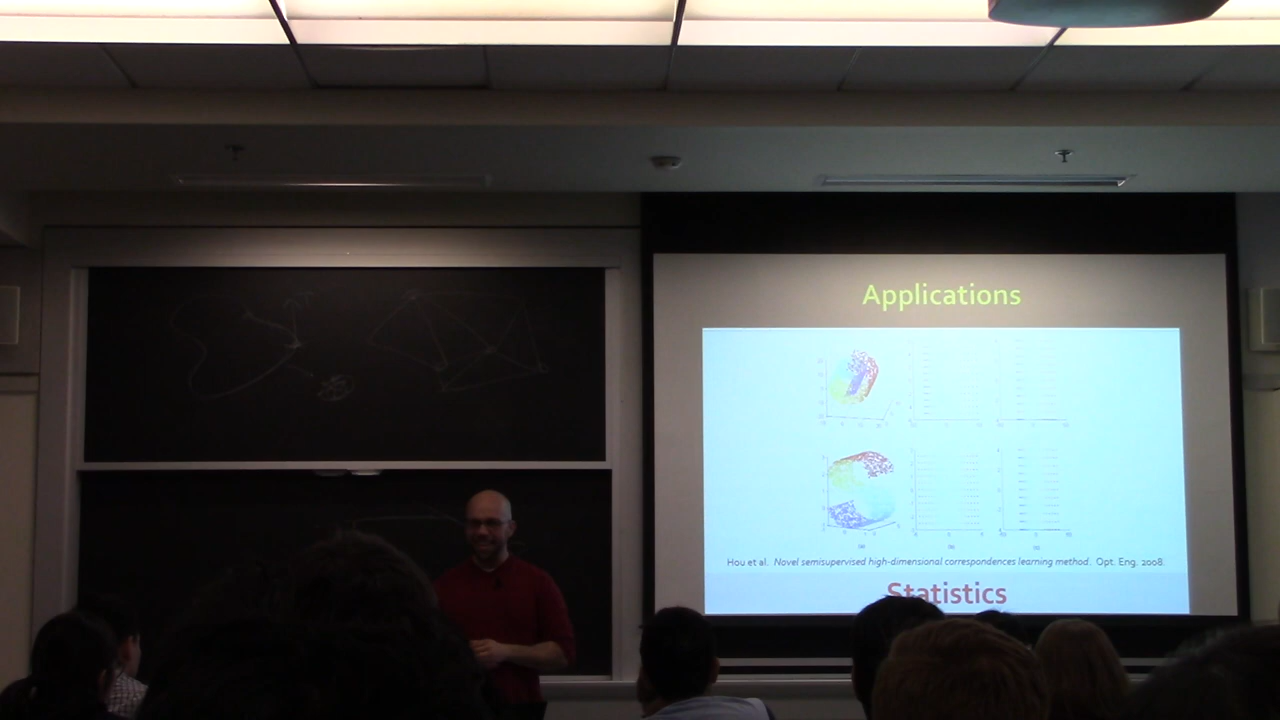 Applications
Hou et al. Novel semisupervised high-dimensional correspondences learning method. Opt. Eng. 2008.
Statistics